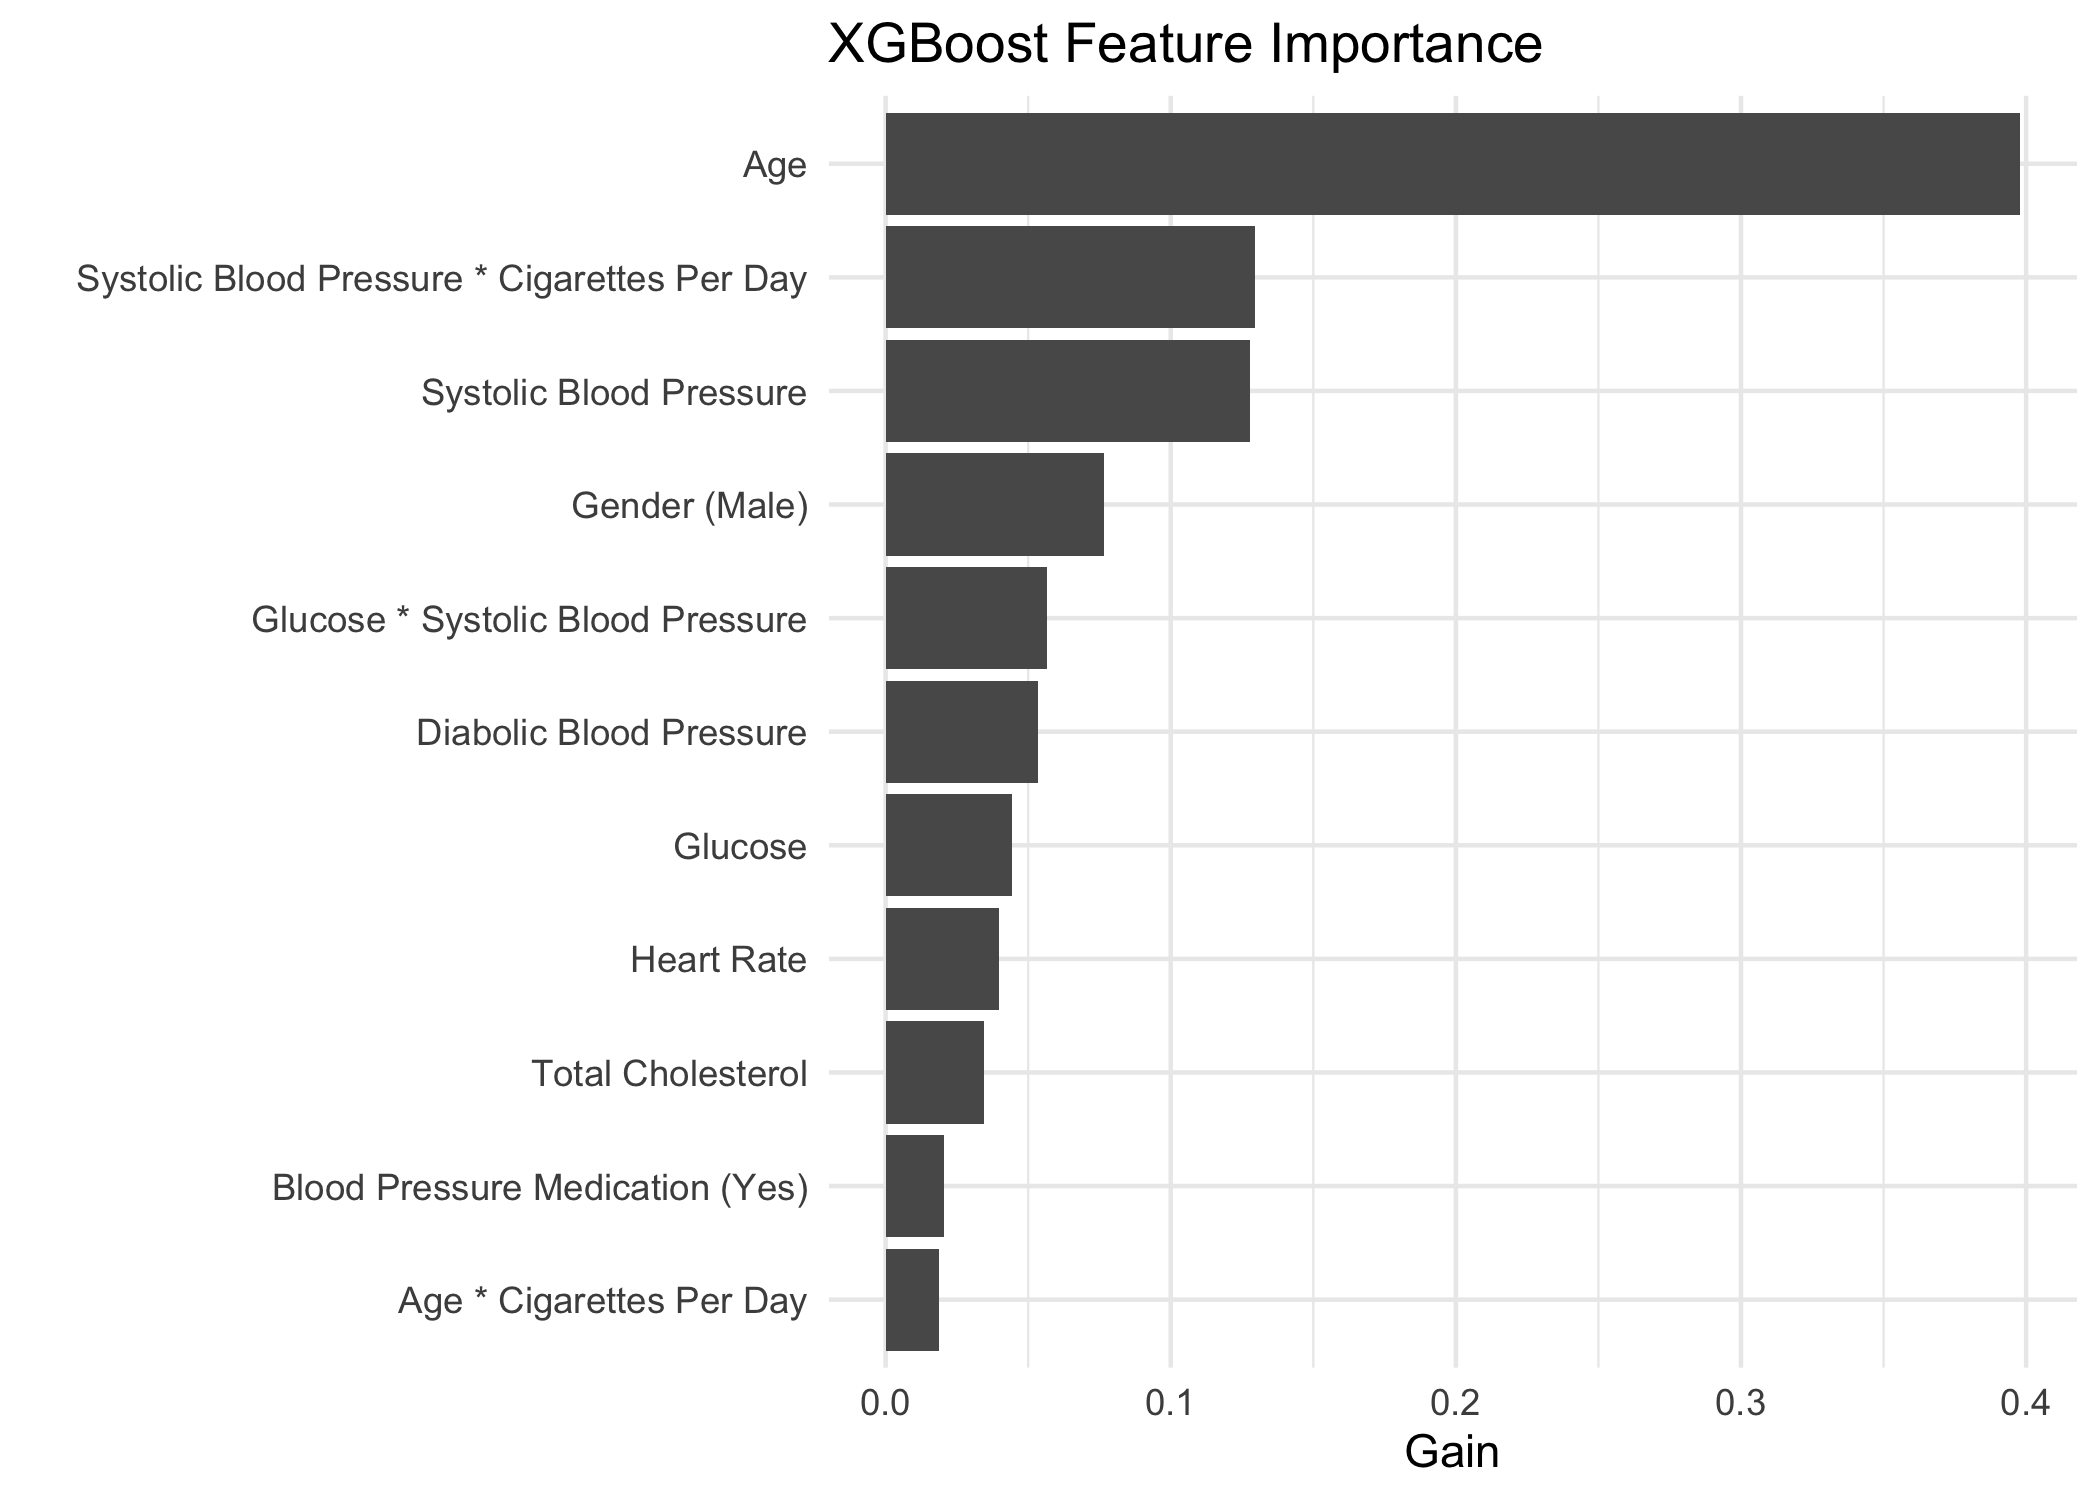 XGBoost Feature Importance
Age
Systolic Blood Pressure * Cigarettes Per Day
Systolic Blood Pressure
Gender (Male)
Glucose * Systolic Blood Pressure
Diabolic Blood Pressure
Glucose
Heart Rate
Total Cholesterol
Blood Pressure Medication (Yes)
Age * Cigarettes Per Day
0.0 0.1 0.2 0.3 0.4
Gain